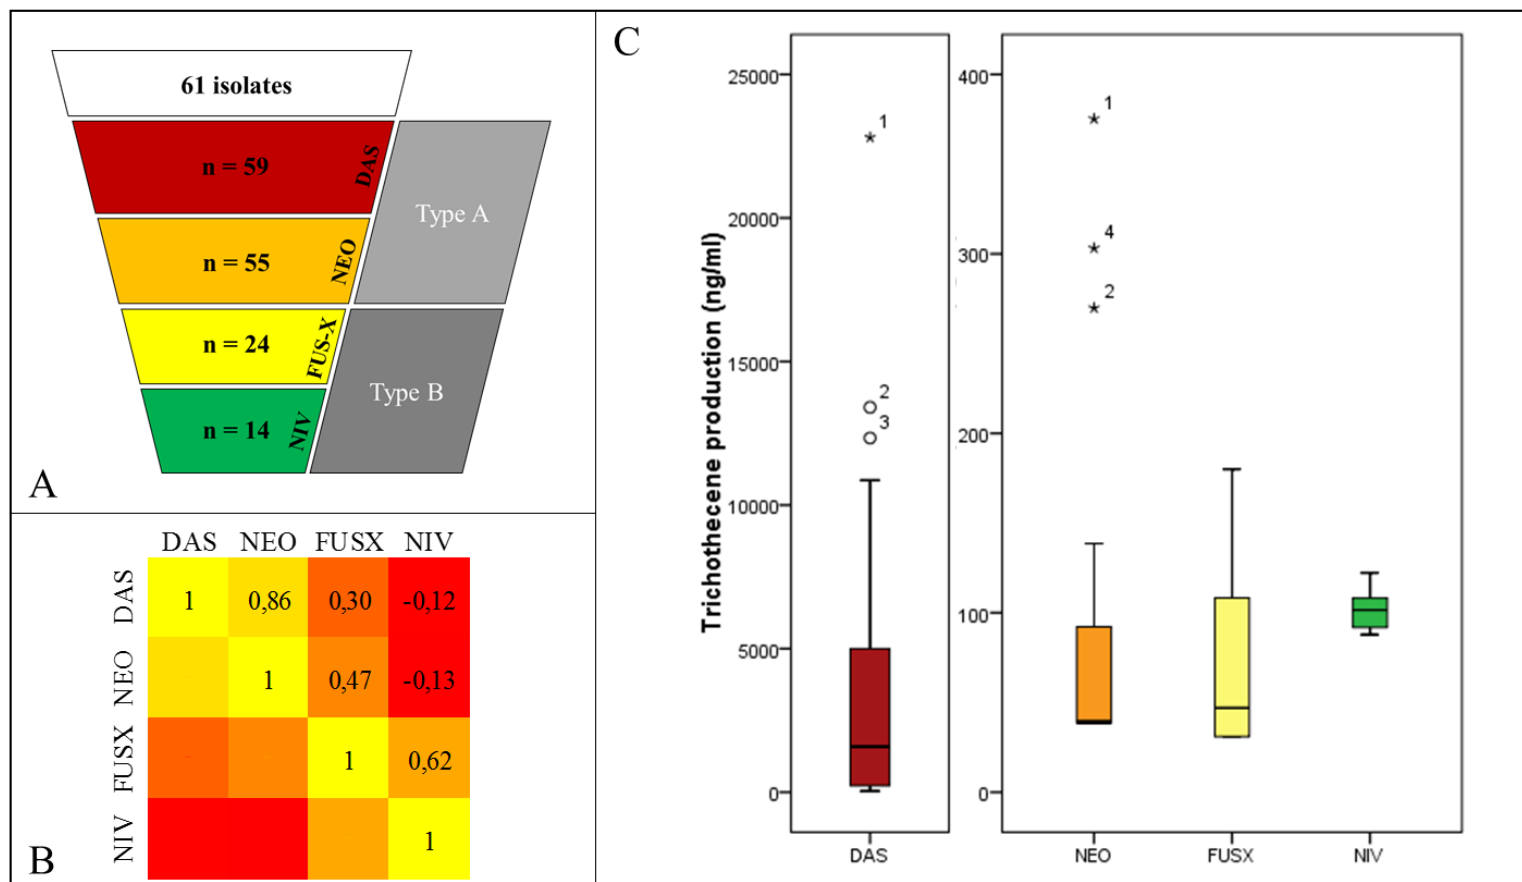 61 isolates
n = 59
DAS
Type A
n = 55
NEO
n = 24
FUS-X
Type B
n = 14
NIV
A
DAS NEO FUSX NIV
DAS 1 0,86 0,30 -0,12
NEO 1 0,47 -0,13
FUSX 1 0,62
NIV 1
B
C
Trichothecene production (ng/ml)
25000
20000
15000
10000
5000
0
1
2
3
DAS
400
300
200
100
0
1
4
2
NEO FUSX NIV